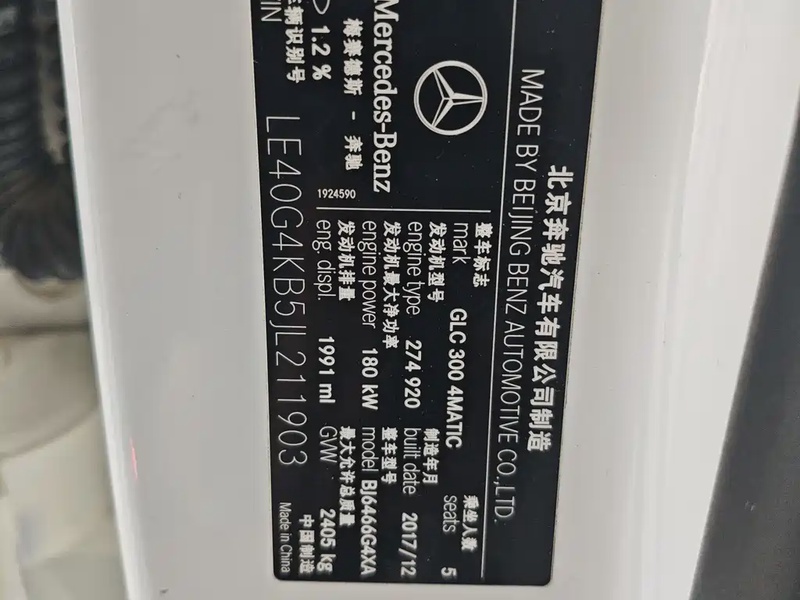 北京奔驰汽车有限公司制造
MADE BY BEIJING BENZ AUTOMOTIVE CO.,LTD.
Mercedes-Benz
梅赛德斯 - 奔驰
1.2 %
1924590
整车标志 乘坐人数
mark GLC 300 4MATIC seats 5
发动机型号 制造年月
engine type 274 920 built date 2017/12
发动机最大净功率 整车型号
engine power 180 kW model BJ6466G4XA
发动机排量 最大允许总质量
eng. displ. 1991 ml GVW 2405 kg
车辆识别号 中国制造
VIN LE40G4KB5JL211903 Made in China